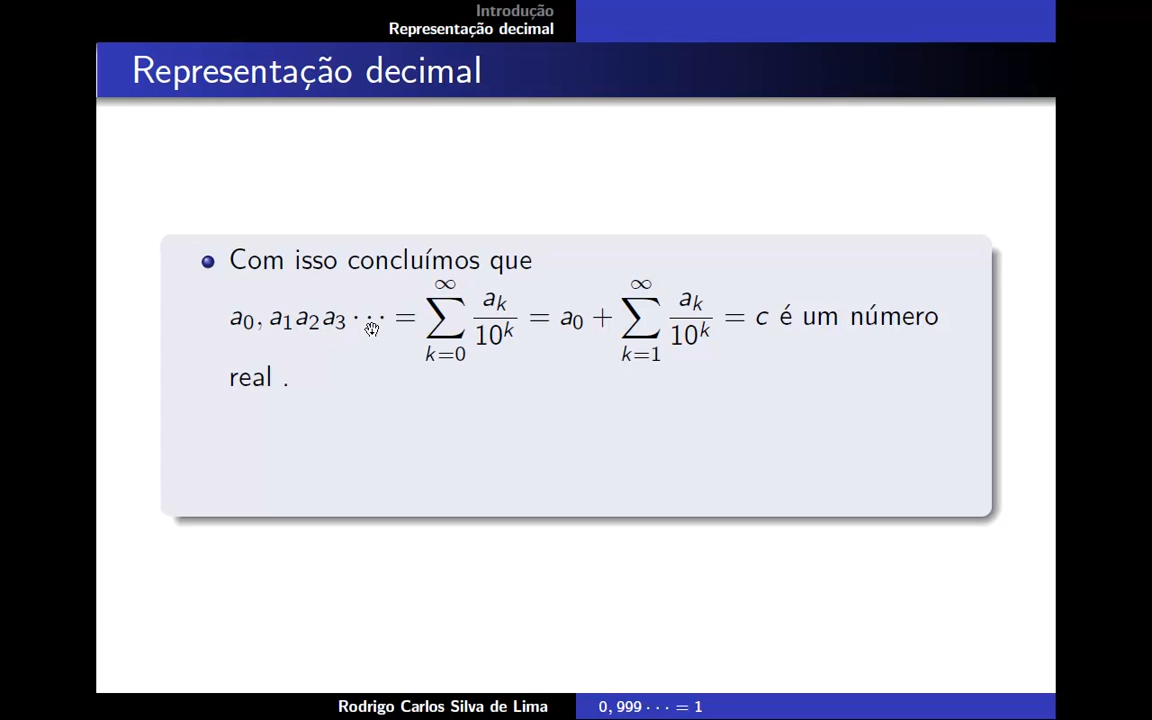 Introdução
Representação decimal
Representação decimal
Com isso concluímos que
a₀, a₁a₂a₃ ··· = ∑_{k=0}^{∞} a_k/10^k = a₀ + ∑_{k=1}^{∞} a_k/10^k = c é um número
real .
Rodrigo Carlos Silva de Lima
0, 999 ··· = 1